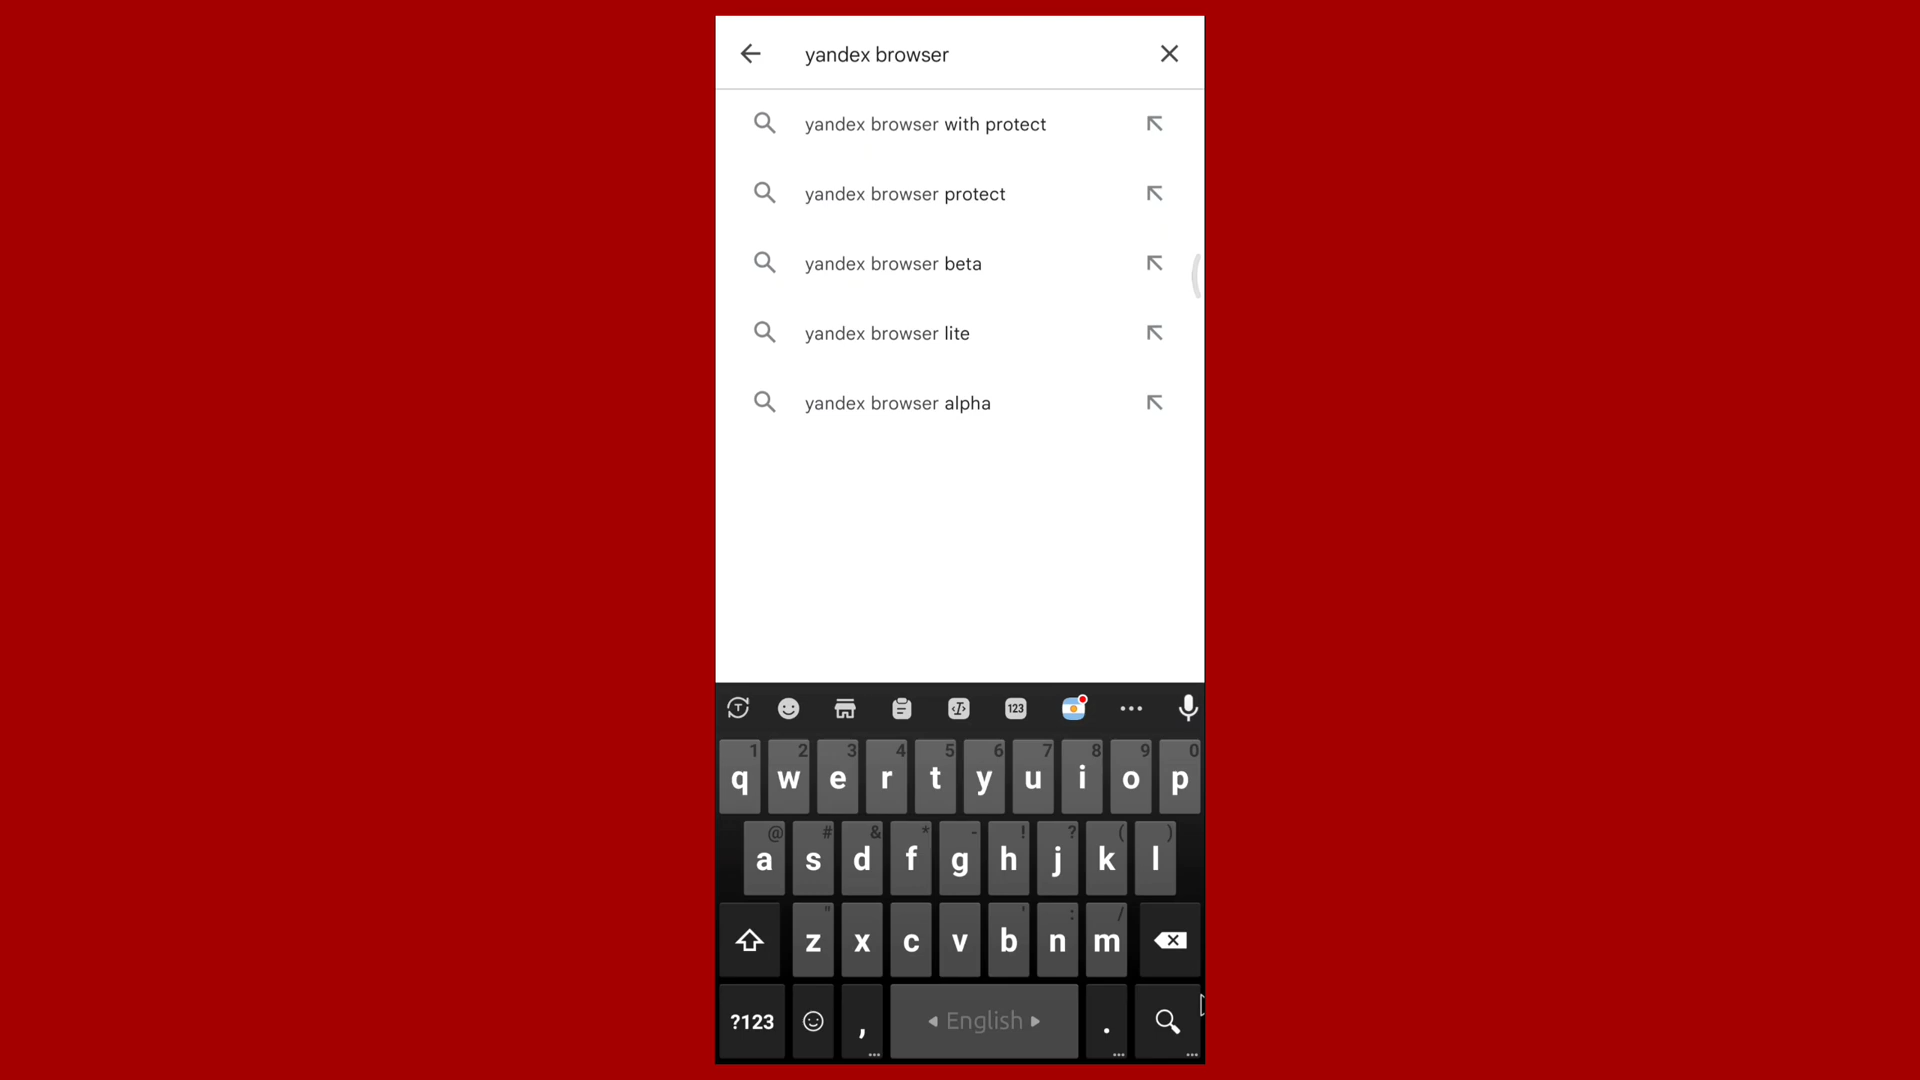 yandex browser
yandex browser with protect
yandex browser protect
yandex browser beta
yandex browser lite
yandex browser alpha
T 123
1 2 3 4 5 6 7 8 9 0
q w e r t y u i o p
@ # & * - ! ? ( )
a s d f g h j k l
" ' : /
z x c v b n m
?123 , English .